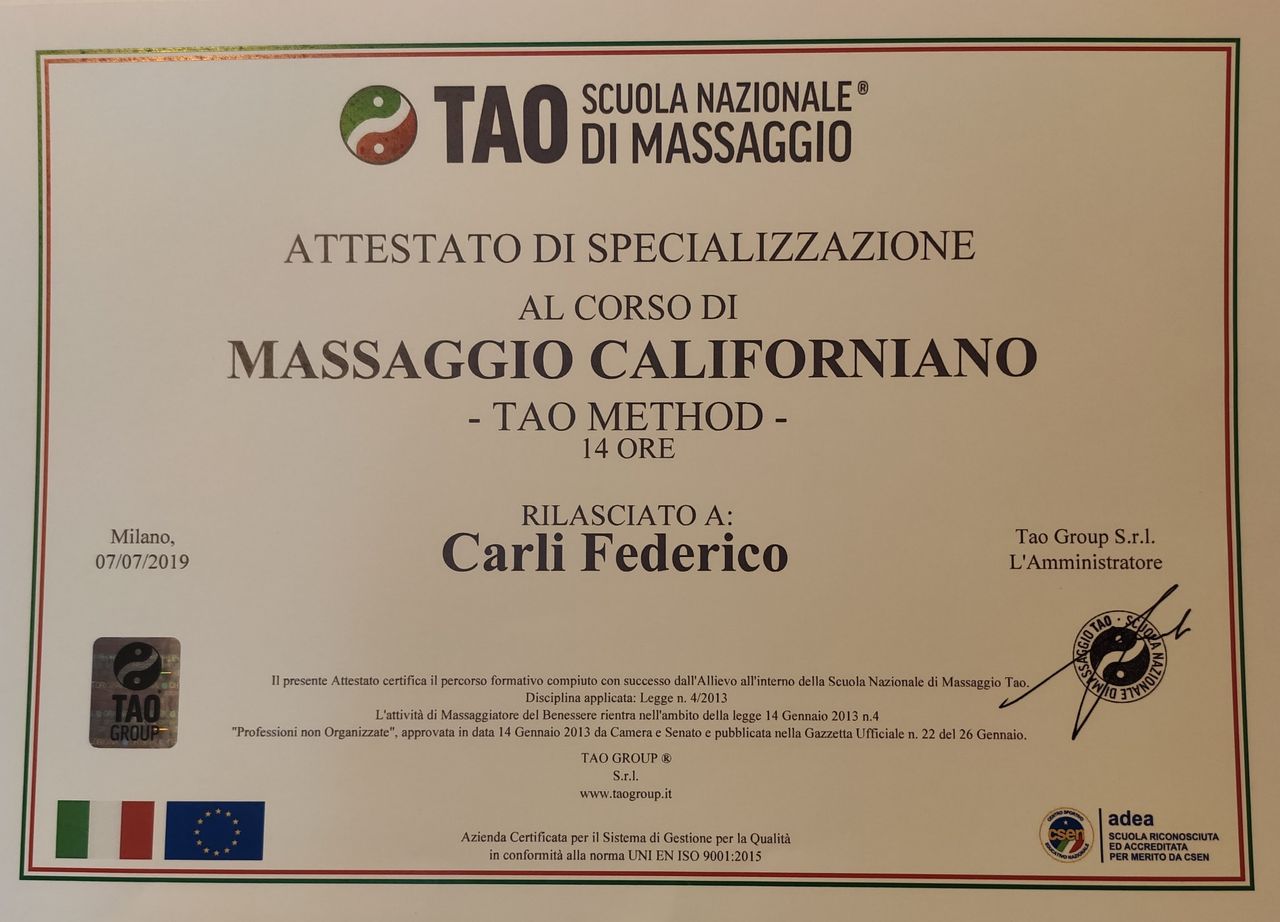 TAO SCUOLA NAZIONALE®
DI MASSAGGIO
ATTESTATO DI SPECIALIZZAZIONE
AL CORSO DI
MASSAGGIO CALIFORNIANO
- TAO METHOD -
14 ORE
RILASCIATO A:
Carli Federico
Milano,
07/07/2019
Tao Group S.r.l.
L'Amministratore
SCUOLA NAZIONALE DI MASSAGGIO TAO ·
TAO
GROUP
Il presente Attestato certifica il percorso formativo compiuto con successo dall'Allievo all'interno della Scuola Nazionale di Massaggio Tao.
Disciplina applicata: Legge n. 4/2013
L'attività di Massaggiatore del Benessere rientra nell'ambito della legge 14 Gennaio 2013 n.4
"Professioni non Organizzate", approvata in data 14 Gennaio 2013 da Camera e Senato e pubblicata nella Gazzetta Ufficiale n. 22 del 26 Gennaio.
TAO GROUP ®
S.r.l.
www.taogroup.it
Azienda Certificata per il Sistema di Gestione per la Qualità
in conformità alla norma UNI EN ISO 9001:2015
CENTRO SPORTIVO
csen
EDUCATIVO NAZIONALE
adea
SCUOLA RICONOSCIUTA
ED ACCREDITATA
PER MERITO DA CSEN